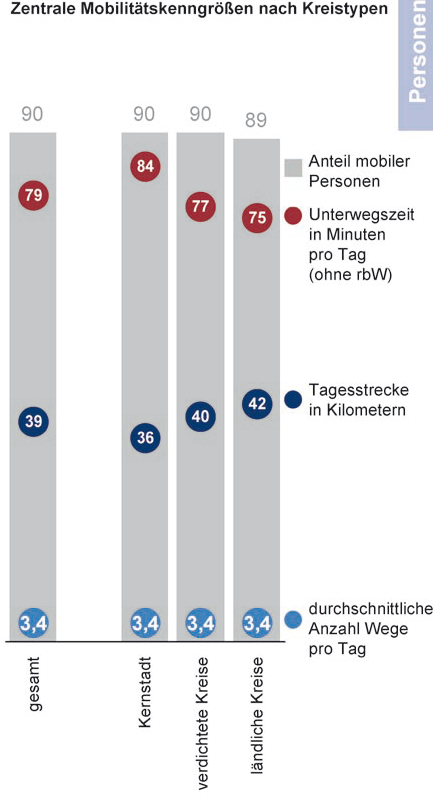 Zentrale Mobilitätskenngrößen nach Kreistypen
Personen
90
90
90
89
Anteil mobiler
Personen
84
79
77
75
Unterwegszeit
in Minuten
pro Tag
(ohne rbW)
Tagesstrecke
in Kilometern
39
36
40
42
durchschnittliche
Anzahl Wege
pro Tag
3,4
3,4
3,4
3,4
gesamt
Kernstadt
verdichtete Kreise
ländliche Kreise